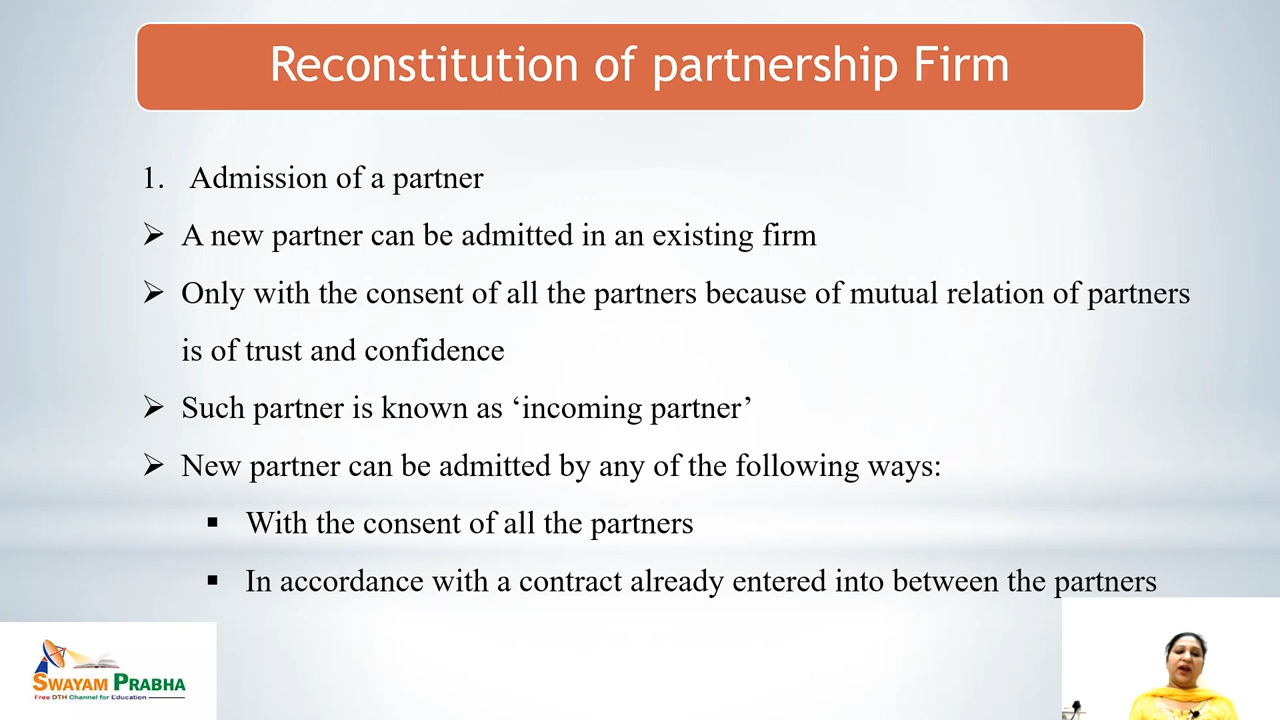 Reconstitution of partnership Firm
1. Admission of a partner
➢ A new partner can be admitted in an existing firm
➢ Only with the consent of all the partners because of mutual relation of partners
is of trust and confidence
➢ Such partner is known as ‘incoming partner’
➢ New partner can be admitted by any of the following ways:
▪ With the consent of all the partners
▪ In accordance with a contract already entered into between the partners
SWAYAM PRABHA
Free DTH Channel for Education